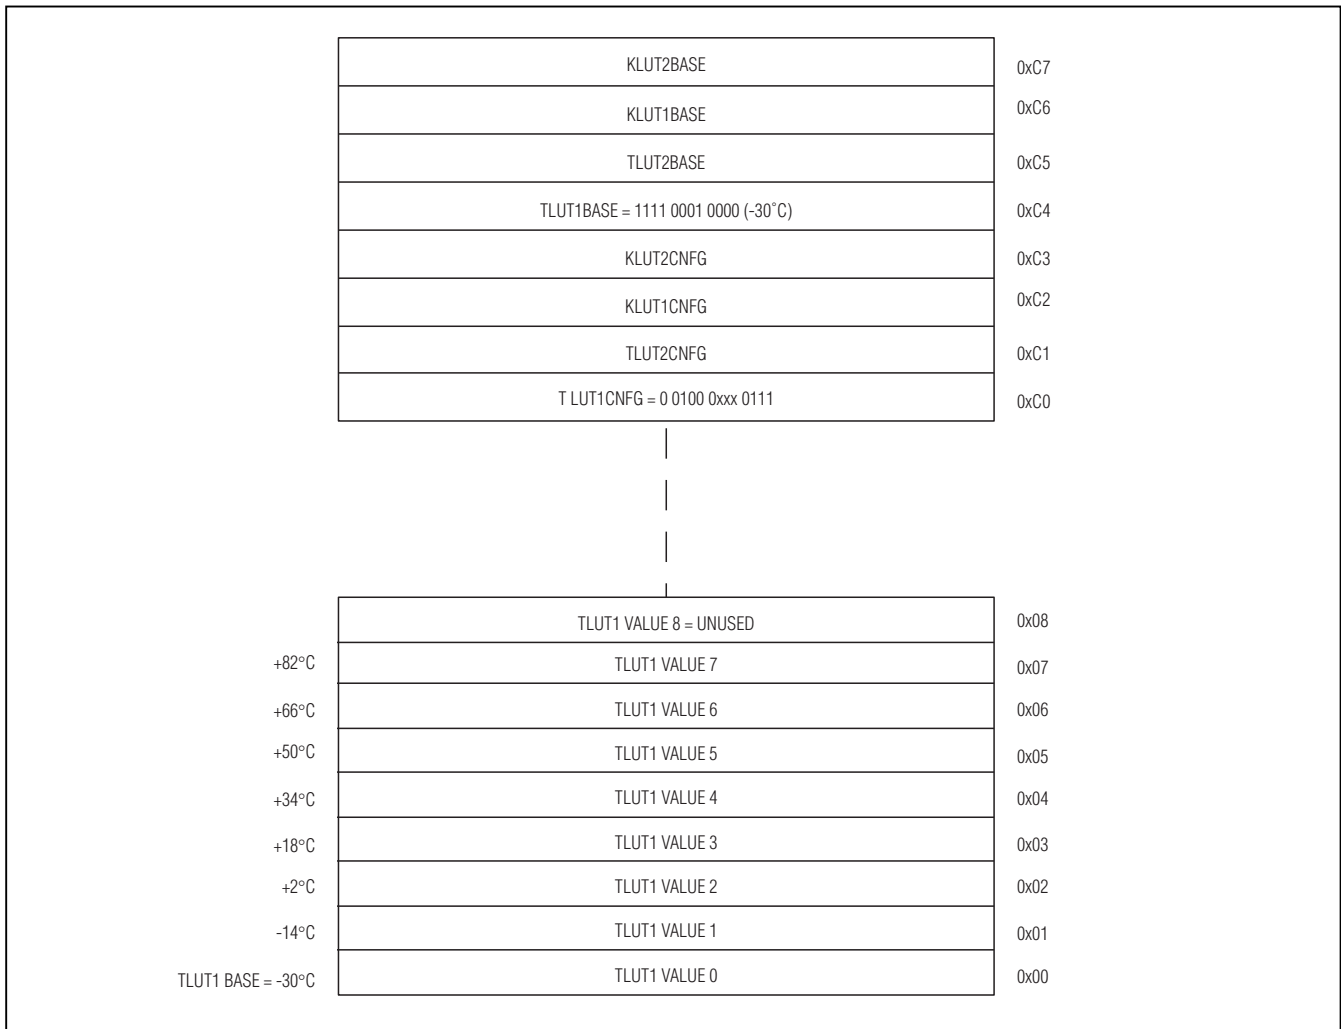 KLUT2BASE 0xC7
KLUT1BASE 0xC6
TLUT2BASE 0xC5
TLUT1BASE = 1111 0001 0000 (-30˚C) 0xC4
KLUT2CNFG 0xC3
KLUT1CNFG 0xC2
TLUT2CNFG 0xC1
T LUT1CNFG = 0 0100 0xxx 0111 0xC0
TLUT1 VALUE 8 = UNUSED 0x08
+82°C TLUT1 VALUE 7 0x07
+66°C TLUT1 VALUE 6 0x06
+50°C TLUT1 VALUE 5 0x05
+34°C TLUT1 VALUE 4 0x04
+18°C TLUT1 VALUE 3 0x03
+2°C TLUT1 VALUE 2 0x02
-14°C TLUT1 VALUE 1 0x01
TLUT1 BASE = -30°C TLUT1 VALUE 0 0x00